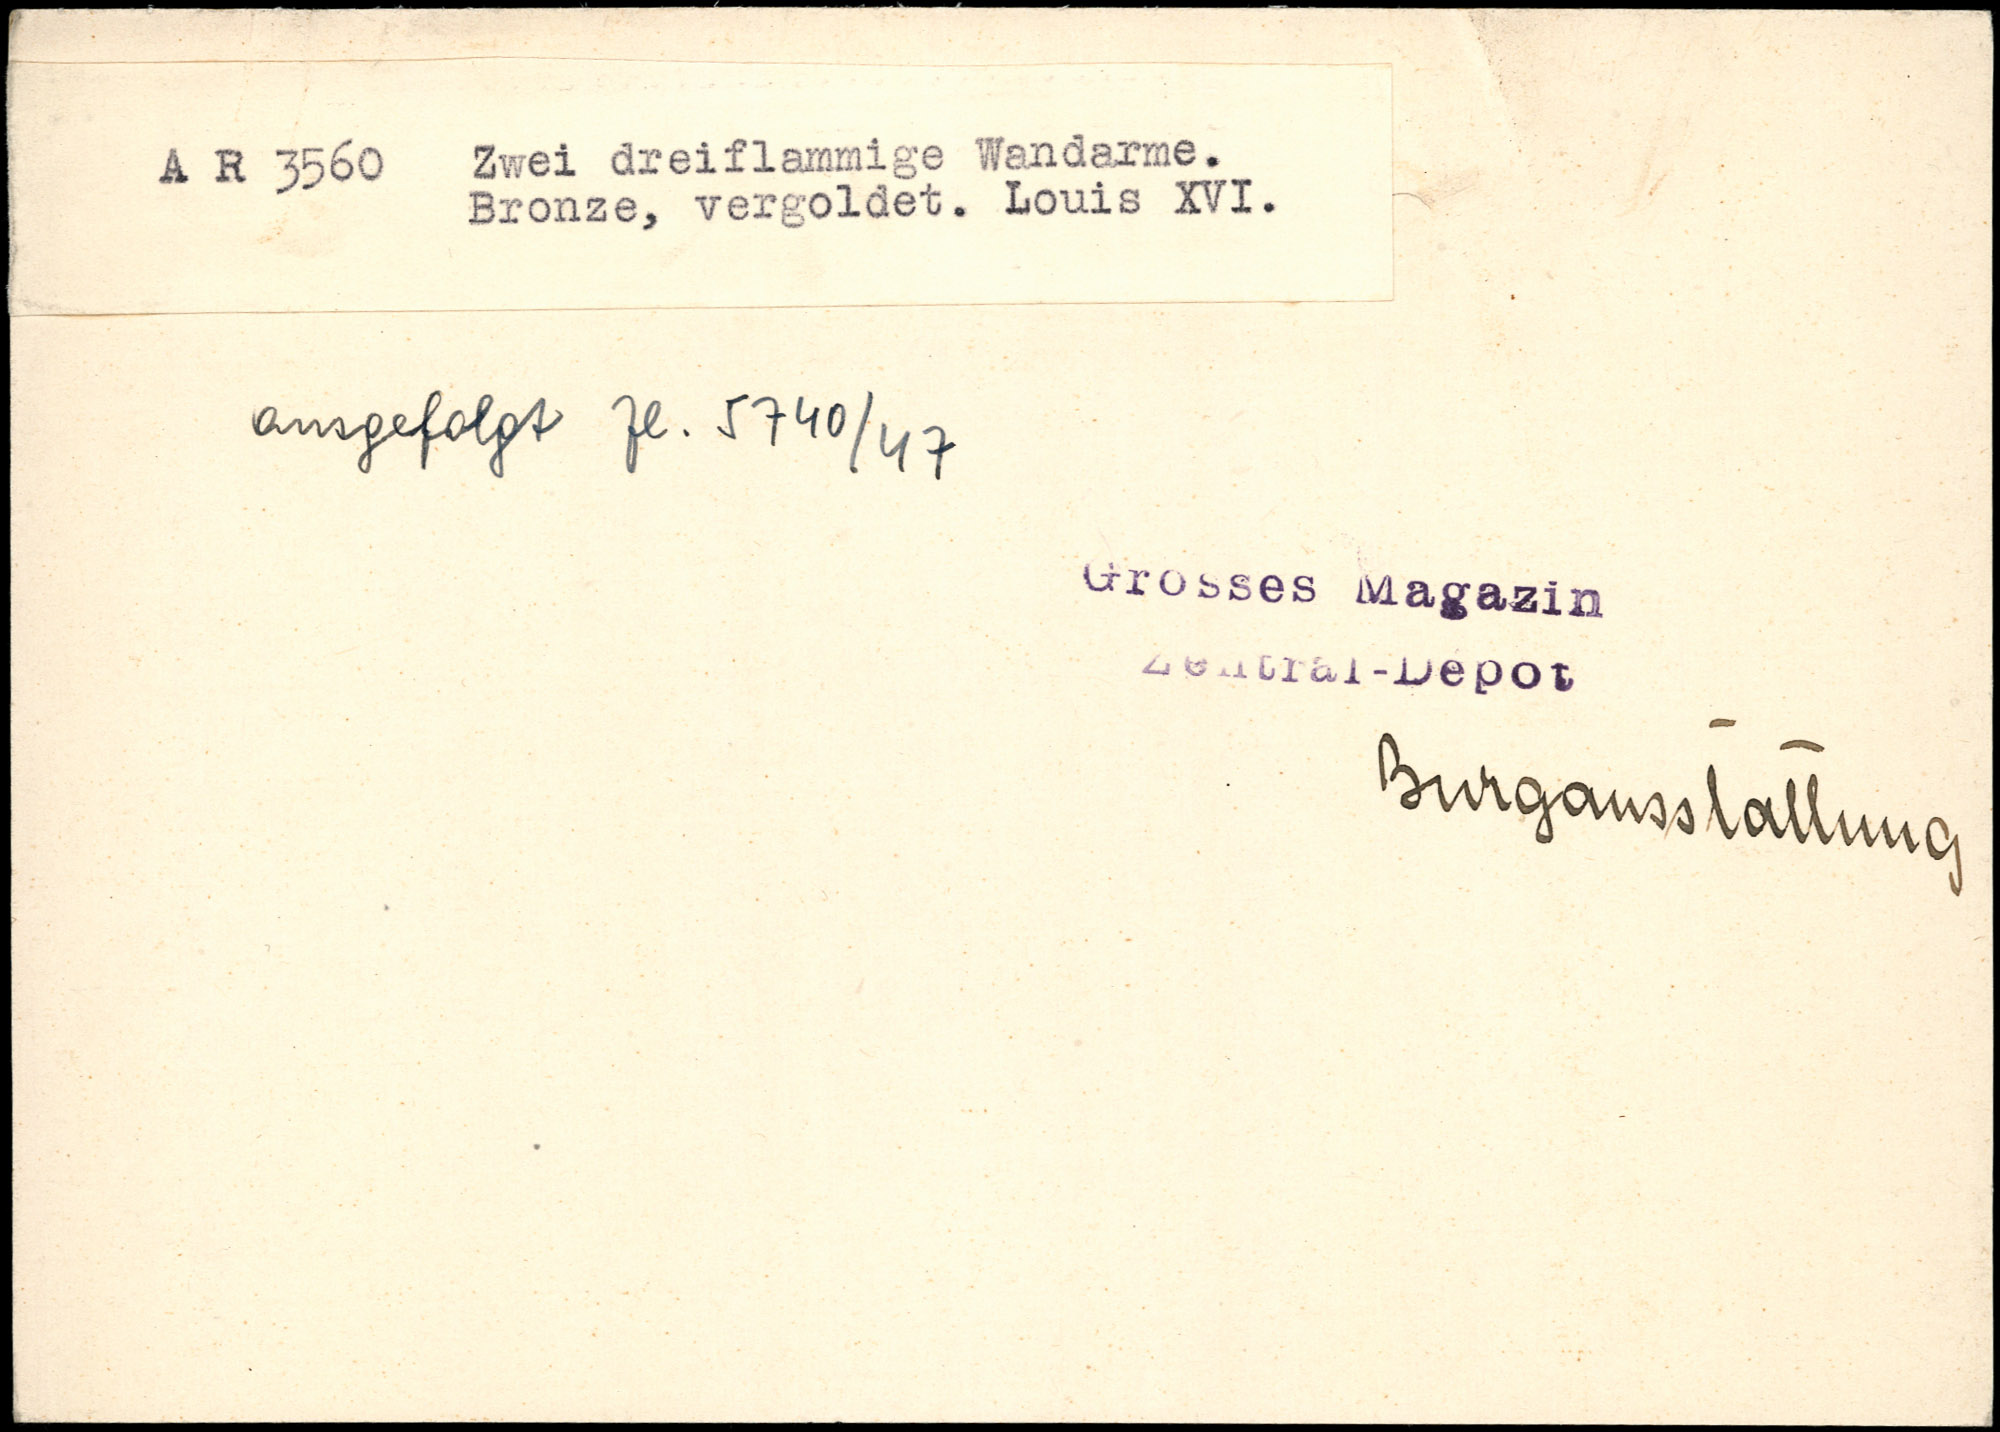 A R 3560 Zwei dreiflammige Wandarme.
Bronze, vergoldet. Louis XVI.
ausgefolgt Zl. 5740/47
Grosses Magazin
Zentral-Depot
Burgausstattung